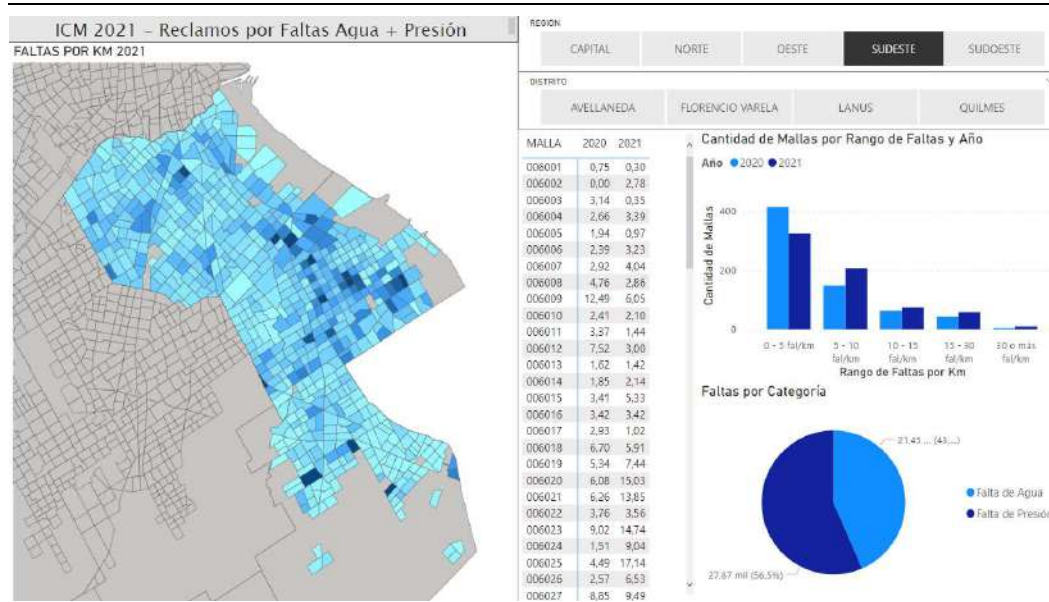 ICM 2021 - Reclamos por Faltas Agua + Presión
FALTAS POR KM 2021
REGION
CAPITAL NORTE OESTE SUDESTE SUDOESTE
DISTRITO
AVELLANEDA FLORENCIO VARELA LANUS QUILMES
MALLA 2020 2021
006001 0,75 0,30
006002 0,00 2,78
006003 3,14 0,35
006004 2,66 3,39
006005 1,94 0,97
006006 2,39 3,23
006007 2,92 4,04
006008 4,76 2,86
006009 12,49 6,05
006010 2,41 2,10
006011 3,37 1,44
006012 7,52 3,00
006013 1,62 1,42
006014 1,85 2,14
006015 3,41 5,33
006016 3,42 3,42
006017 2,93 1,02
006018 6,70 5,91
006019 5,34 7,44
006020 6,08 15,03
006021 6,26 13,85
006022 3,76 3,56
006023 9,02 14,74
006024 1,51 9,04
006025 4,49 17,14
006026 2,57 6,53
006027 8,85 9,49
Cantidad de Mallas por Rango de Faltas y Año
Año 2020 2021
Cantidad de Mallas
400
200
0
0 - 5 fal/km
5 - 10 fal/km
10 - 15 fal/km
15 - 30 fal/km
30 o más fal/km
Rango de Faltas por Km
Faltas por Categoría
21,45 ... (43,...)
Falta de Agua
Falta de Presión
27,87 mil (56,5%)